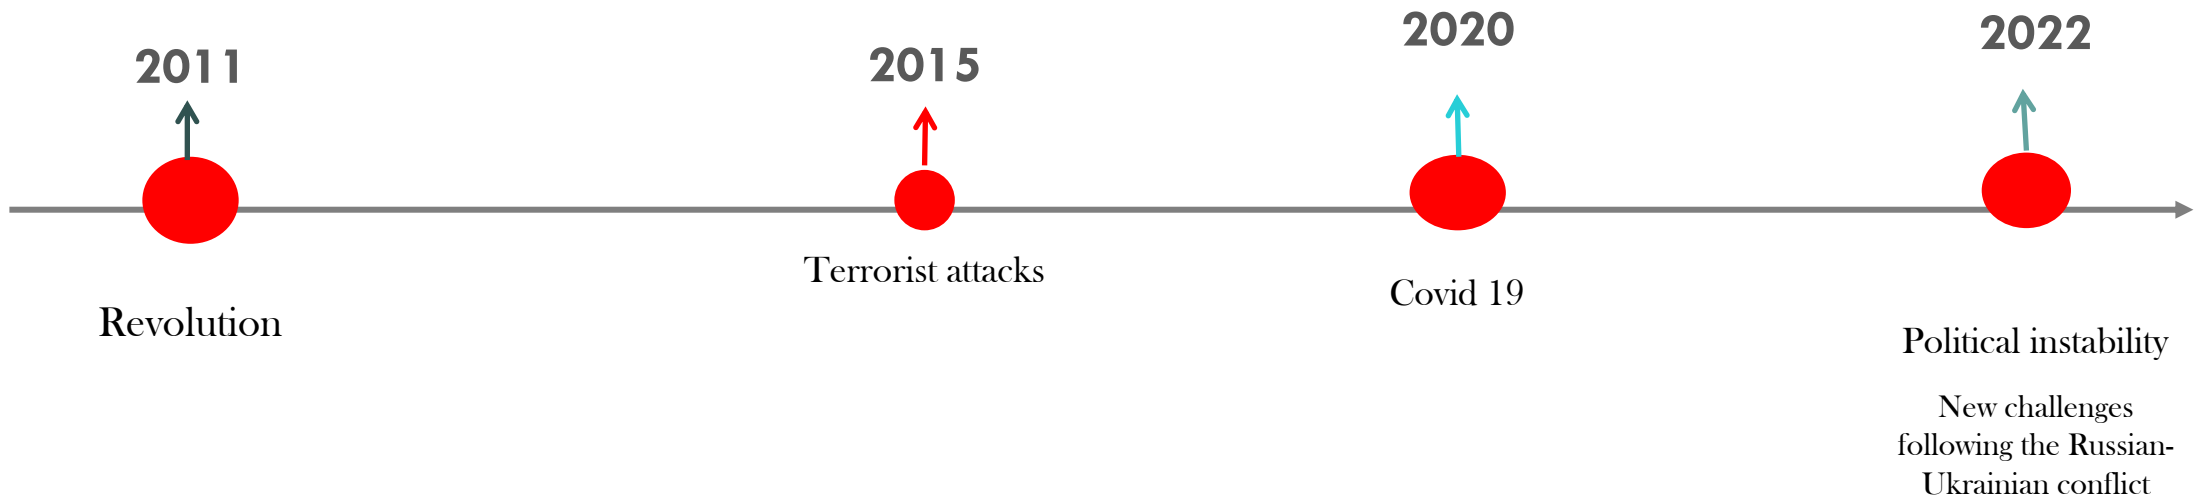 2011
2015
2020
2022
Revolution
Terrorist attacks
Covid 19
Political instability
New challenges
following the Russian-
Ukrainian conflict